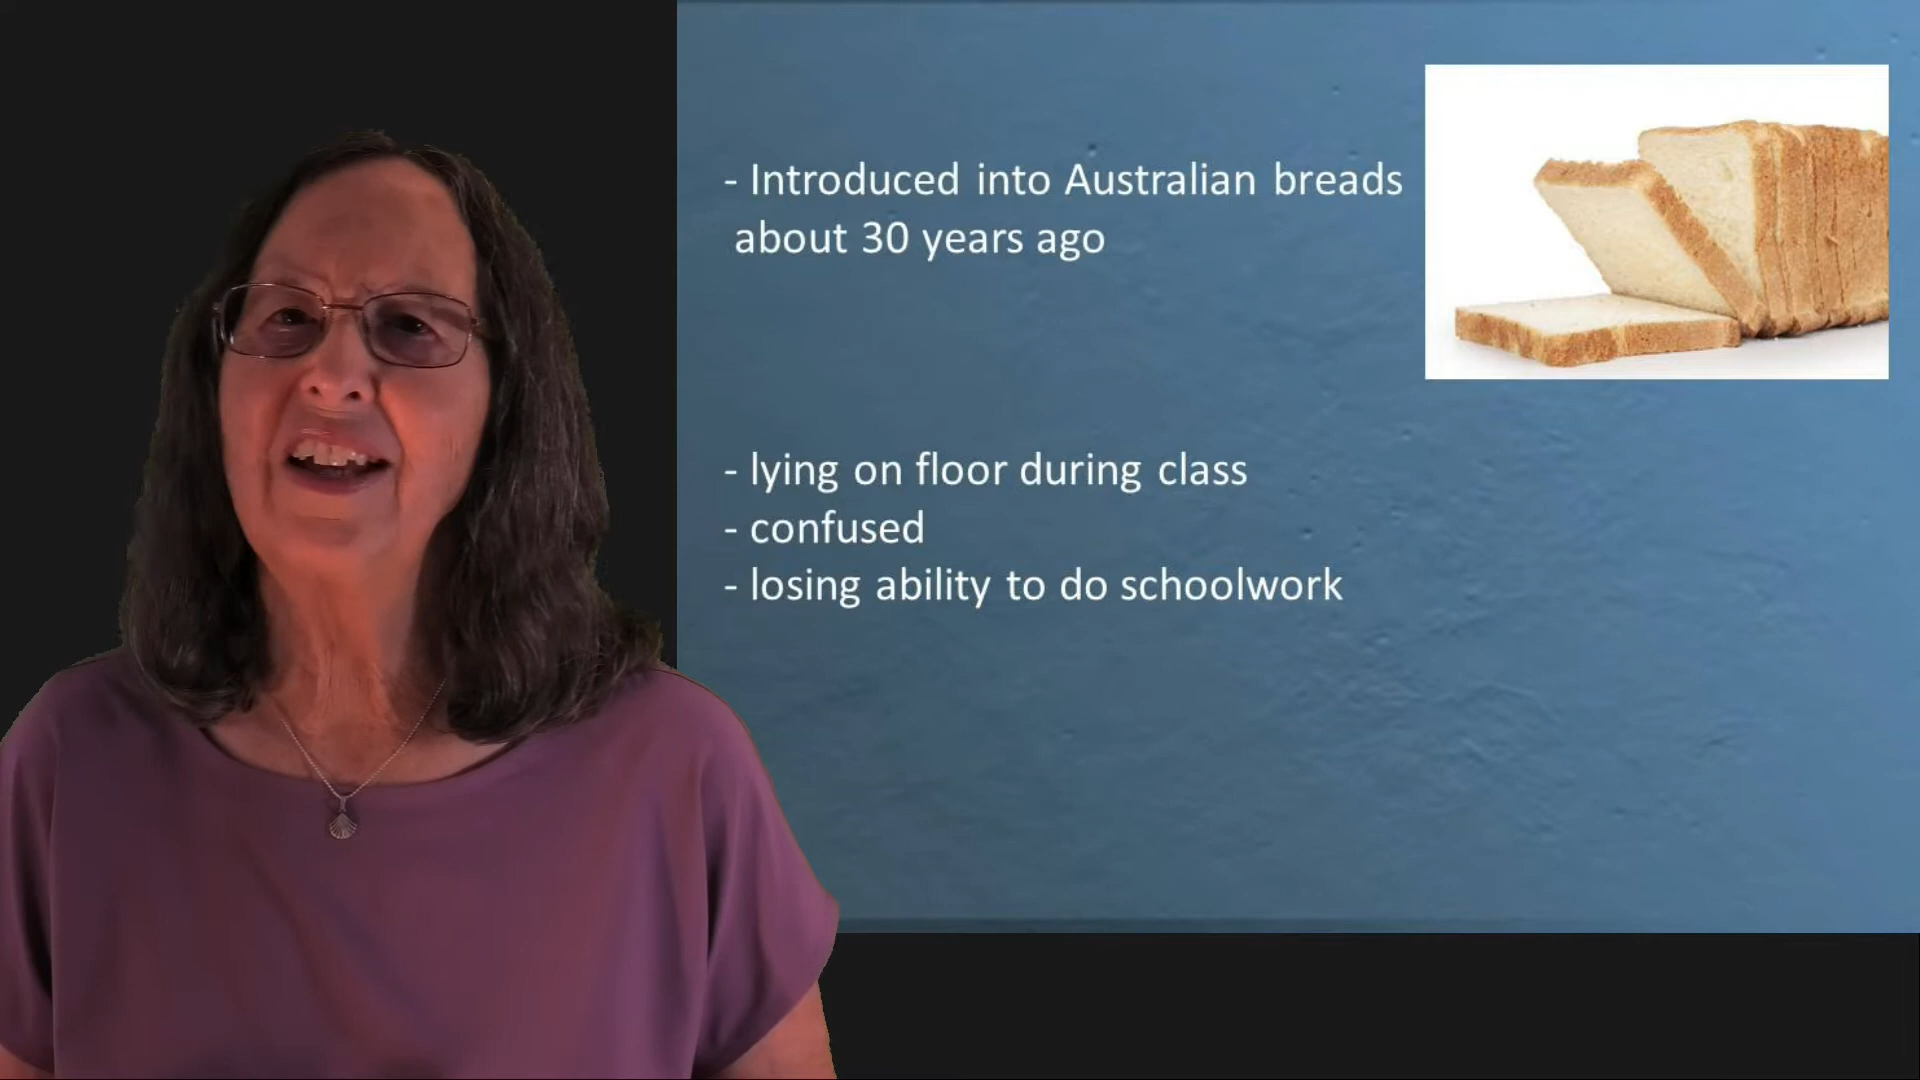 - Introduced into Australian breads
about 30 years ago
- lying on floor during class
- confused
- losing ability to do schoolwork